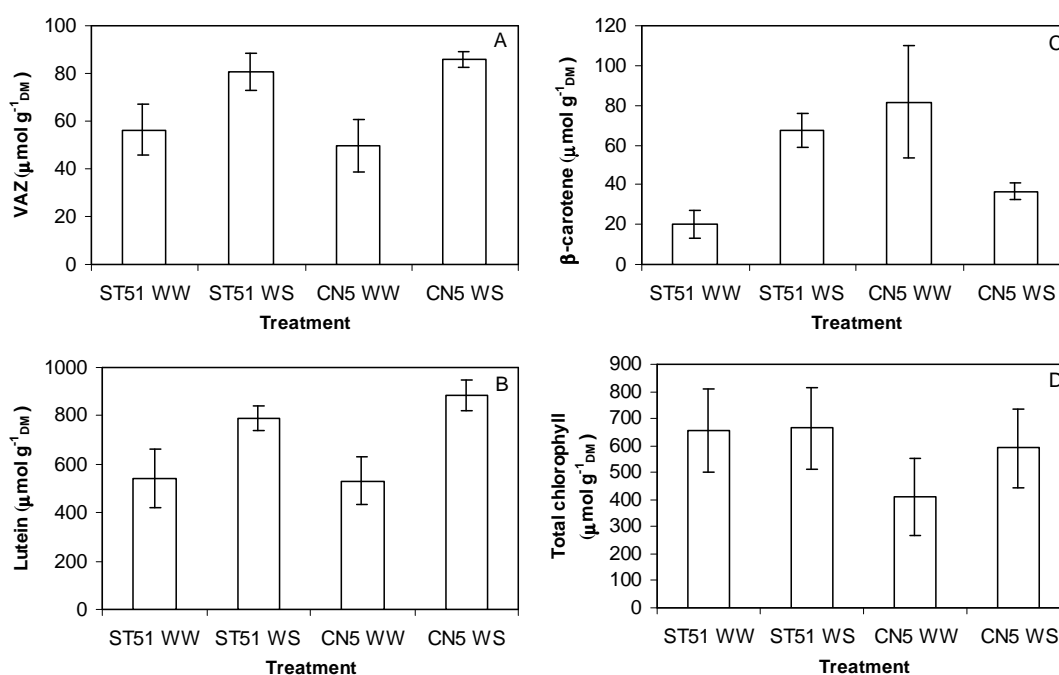 A
VAZ (μmol g⁻¹DM)
100
80
60
40
20
0
ST51 WW ST51 WS CN5 WW CN5 WS
Treatment
B
Lutein (μmol g⁻¹DM)
1000
800
600
400
200
0
ST51 WW ST51 WS CN5 WW CN5 WS
Treatment
C
β-carotene (μmol g⁻¹DM)
120
100
80
60
40
20
0
ST51 WW ST51 WS CN5 WW CN5 WS
Treatment
D
Total chlorophyll
(μmol g⁻¹DM)
900
800
700
600
500
400
300
200
100
0
ST51 WW ST51 WS CN5 WW CN5 WS
Treatment